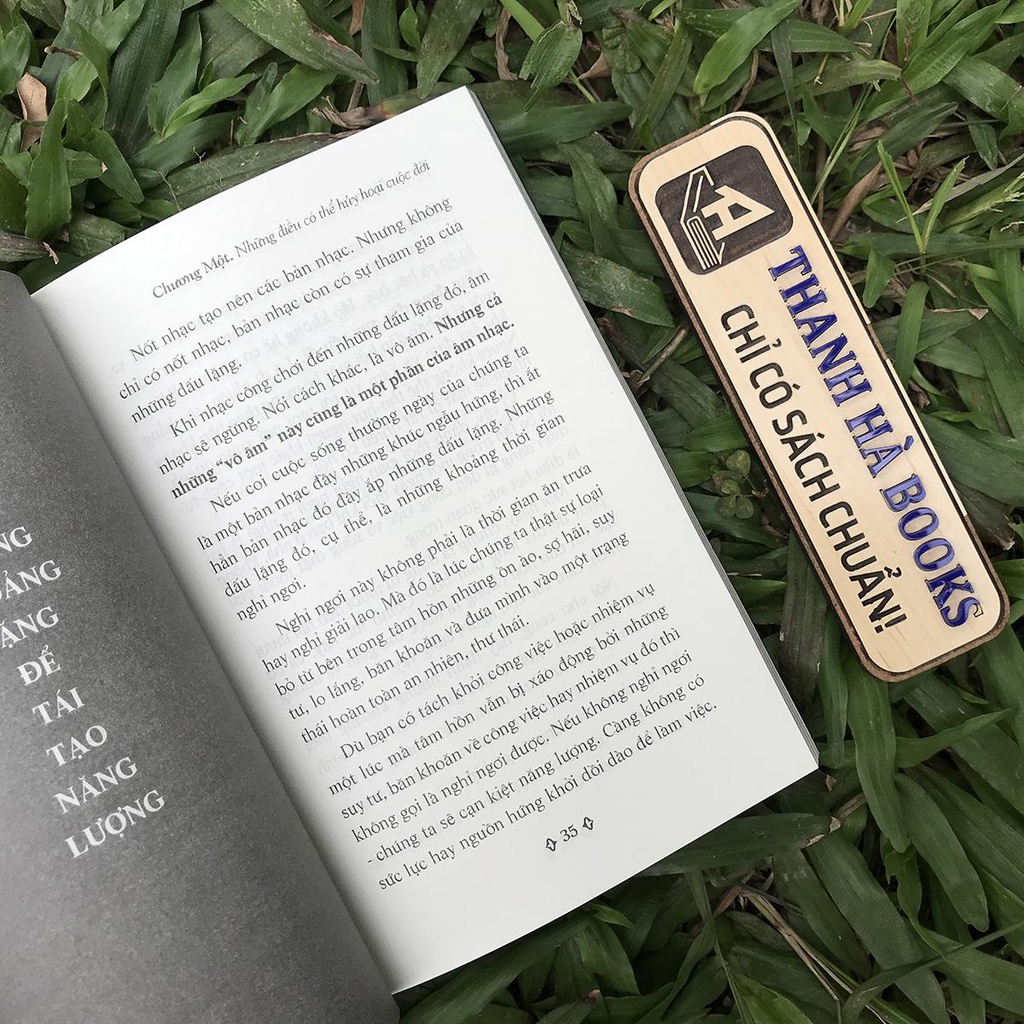 ĐỂ
TÁI
TẠO
NĂNG
LƯỢNG
Chương Một. Những điều có thể hủy hoại cuộc đời
Nốt nhạc tạo nên các bản nhạc. Nhưng không
chỉ có nốt nhạc, bản nhạc còn có sự tham gia của
những dấu lặng.
Khi nhạc công chơi đến những dấu lặng đó, âm
nhạc sẽ ngừng. Nói cách khác, là vô âm. Nhưng cả
những “vô âm” này cũng là một phần của âm nhạc.
Nếu coi cuộc sống thường ngày của chúng ta
là một bản nhạc đầy những khúc ngẫu hứng, thì ắt
hẳn bản nhạc đó đầy ắp những dấu lặng. Những
dấu lặng đó, cụ thể, là những khoảng thời gian
nghỉ ngơi.
Nghỉ ngơi này không phải là thời gian ăn trưa
hay nghỉ giải lao. Mà đó là lúc chúng ta thật sự loại
bỏ từ bên trong tâm hồn những ồn ào, sợ hãi, suy
tư, lo lắng, băn khoăn và đưa mình vào một trạng
thái hoàn toàn an nhiên, thư thái.
Dù bạn có tách khỏi công việc hoặc nhiệm vụ
một lúc mà tâm hồn vẫn bị xáo động bởi những
suy tư, băn khoăn về công việc hay nhiệm vụ đó thì
không gọi là nghỉ ngơi được. Nếu không nghỉ ngơi
- chúng ta sẽ cạn kiệt năng lượng. Càng không có
sức lực hay nguồn hứng khởi dồi dào để làm việc.
35
THANH HÀ BOOKS
CHỈ CÓ SÁCH CHUẨN!